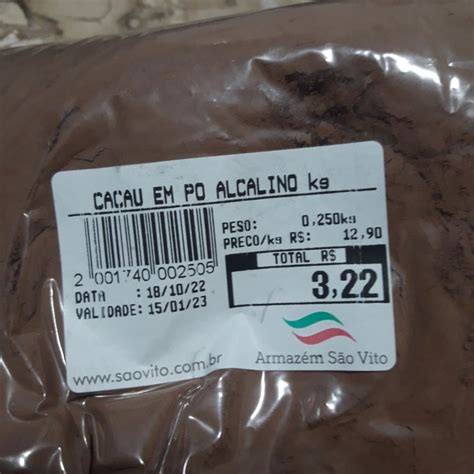 CACAU EM PO ALCALINO kg
PESO: 0,250kg
PRECO/kg R$: 12,90
TOTAL R$
3,22
2 001740 002505
DATA : 18/10/22
VALIDADE: 15/01/23
www.saovito.com.br
Armazém São Vito